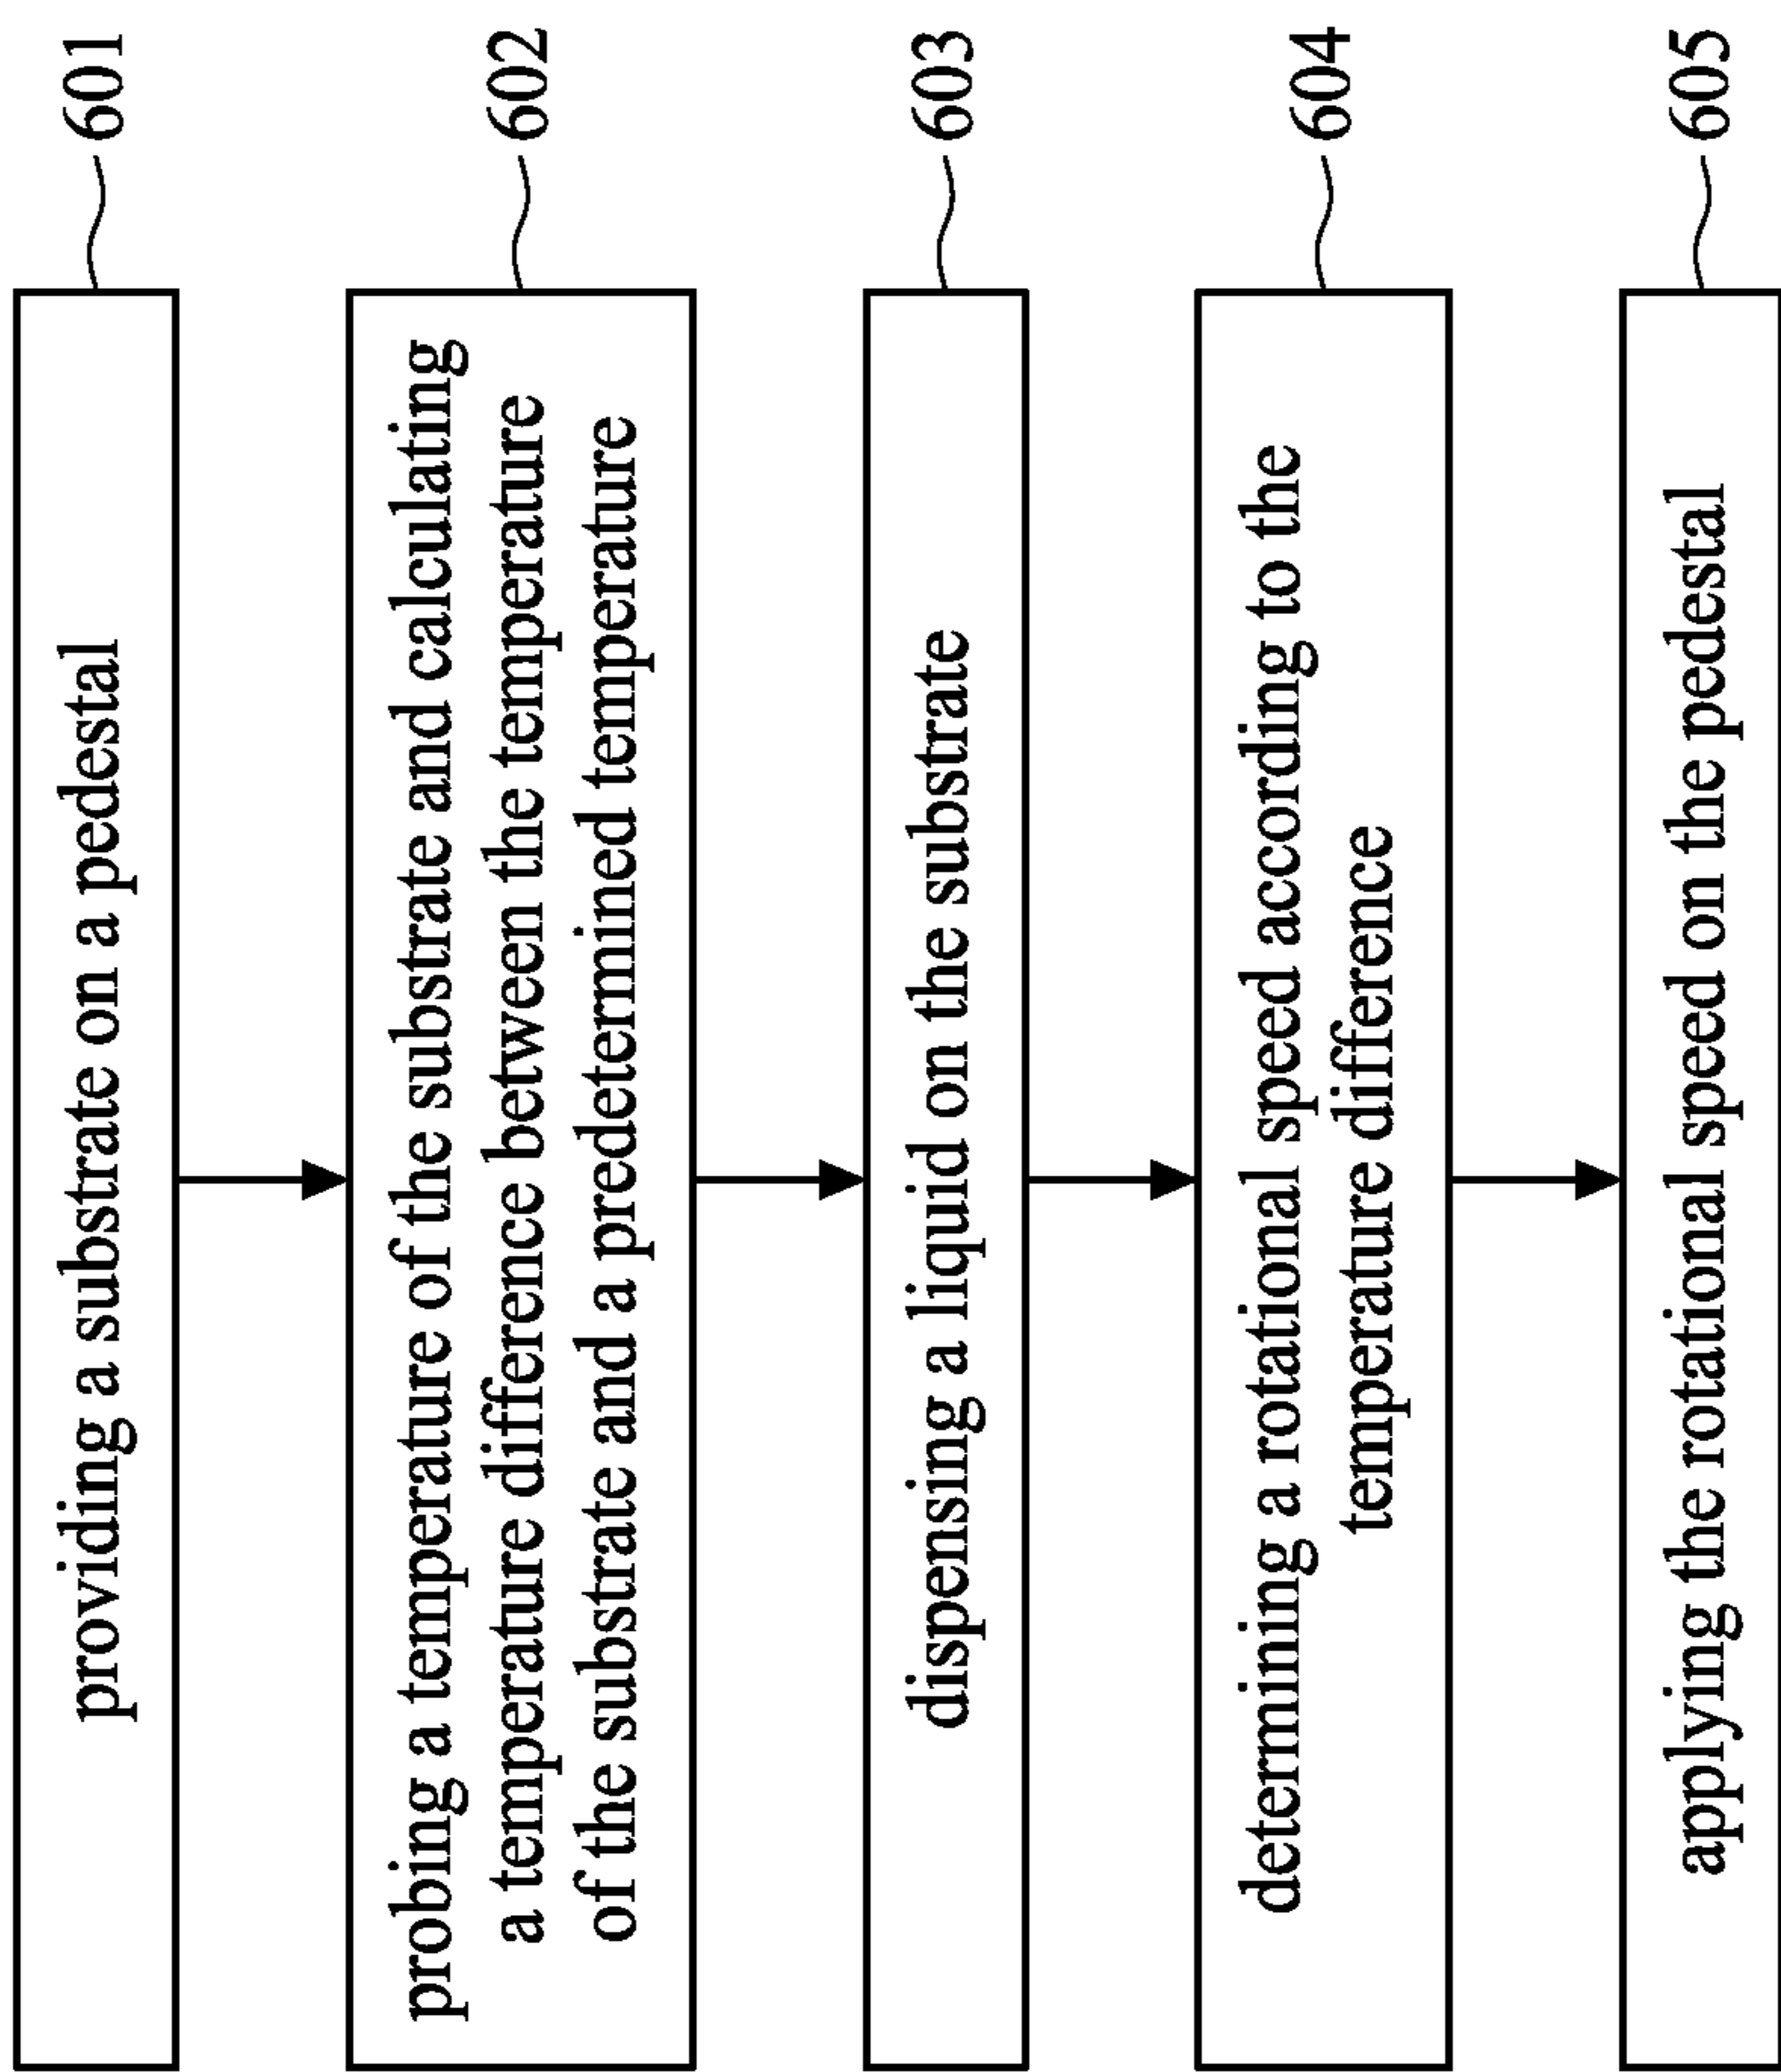 providing a substrate on a pedestal
601
probing a temperature of the substrate and calculating
a temperature difference between the temperature
of the substrate and a predetermined temperature
602
dispensing a liquid on the substrate
603
determining a rotational speed according to the
temperature difference
604
applying the rotational speed on the pedestal
605